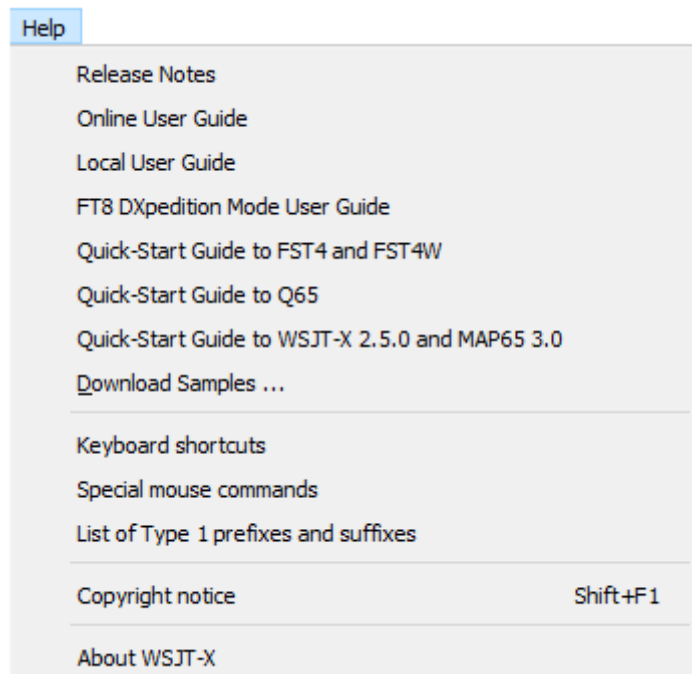 Help
Release Notes
Online User Guide
Local User Guide
FT8 DXpedition Mode User Guide
Quick-Start Guide to FST4 and FST4W
Quick-Start Guide to Q65
Quick-Start Guide to WSJT-X 2.5.0 and MAP65 3.0
Download Samples ...
Keyboard shortcuts
Special mouse commands
List of Type 1 prefixes and suffixes
Copyright notice Shift+F1
About WSJT-X